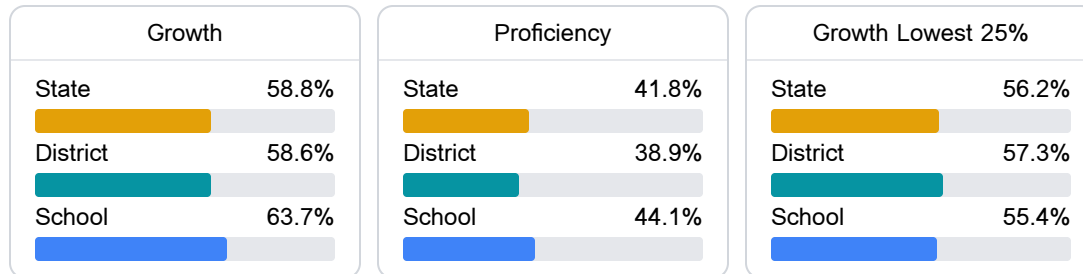 Growth
State 58.8%
District 58.6%
School 63.7%
Proficiency
State 41.8%
District 38.9%
School 44.1%
Growth Lowest 25%
State 56.2%
District 57.3%
School 55.4%